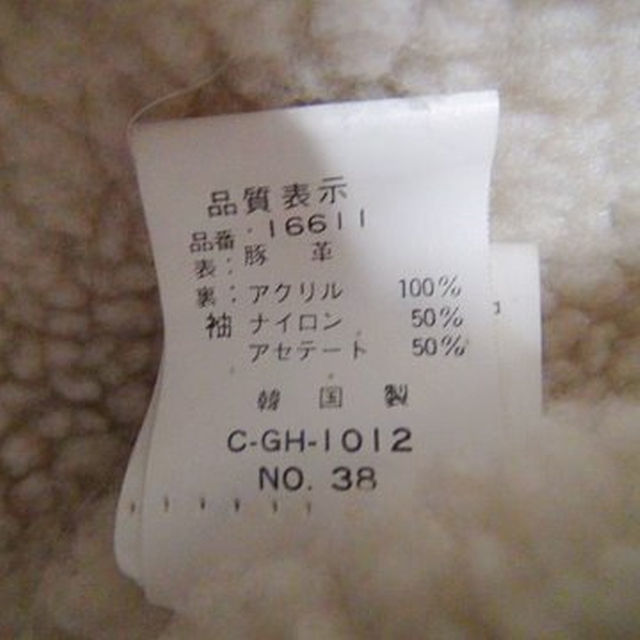 品質表示
品番:16611
表:豚 革
裏:アクリル 100%
袖 ナイロン 50%
アセテート 50%
韓国製
C-GH-1012
NO. 38